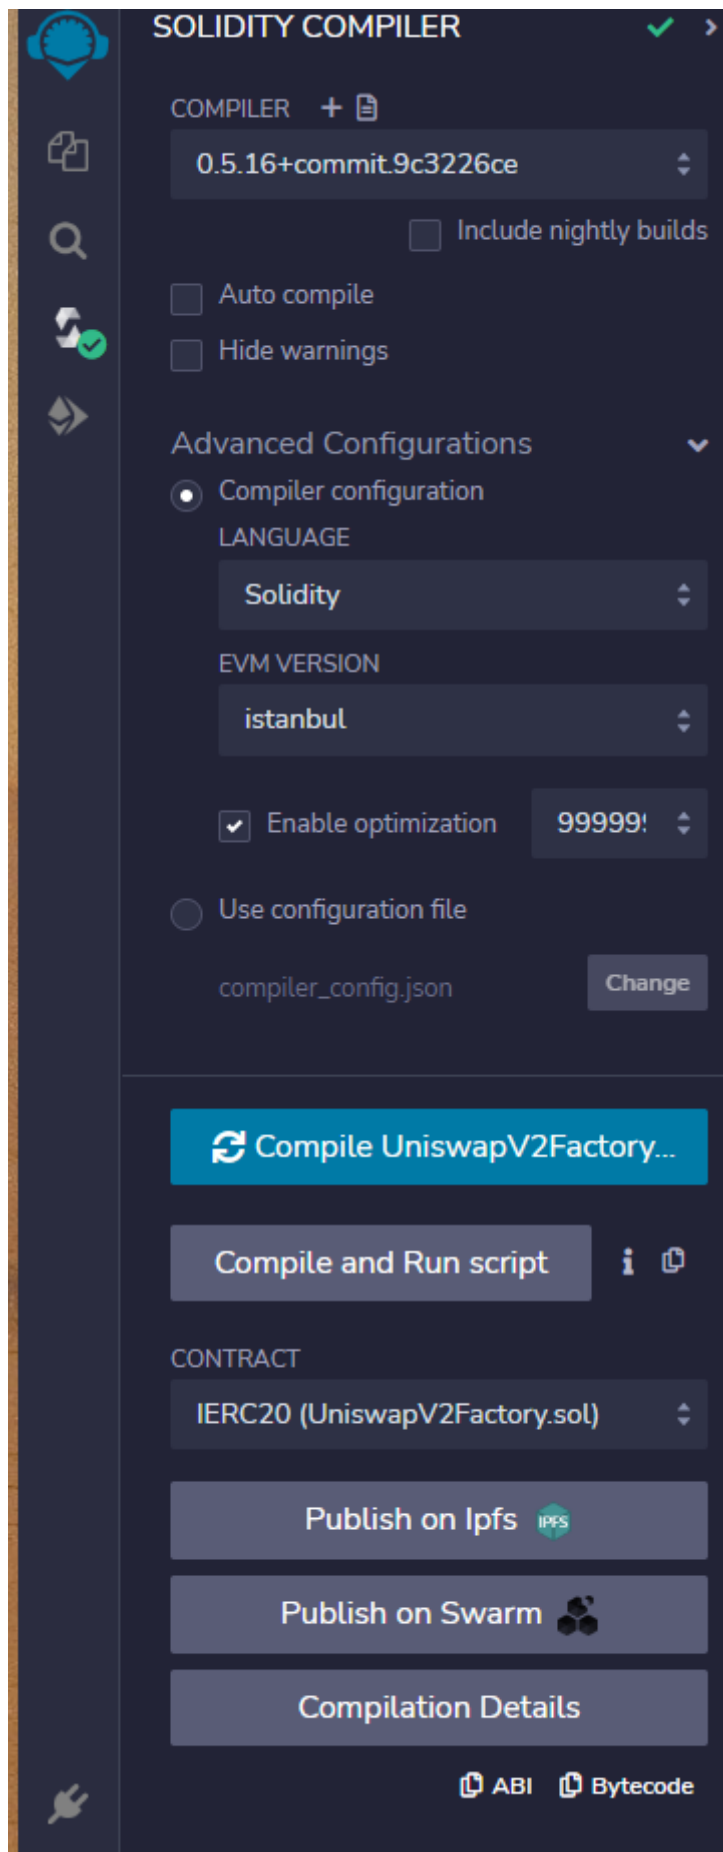 SOLIDITY COMPILER
COMPILER
0.5.16+commit.9c3226ce
Include nightly builds
Auto compile
Hide warnings
Advanced Configurations
Compiler configuration
LANGUAGE
Solidity
EVM VERSION
istanbul
Enable optimization 99999
Use configuration file
compiler_config.json Change
Compile UniswapV2Factory...
Compile and Run script
CONTRACT
IERC20 (UniswapV2Factory.sol)
Publish on Ipfs IPFS
Publish on Swarm
Compilation Details
ABI Bytecode